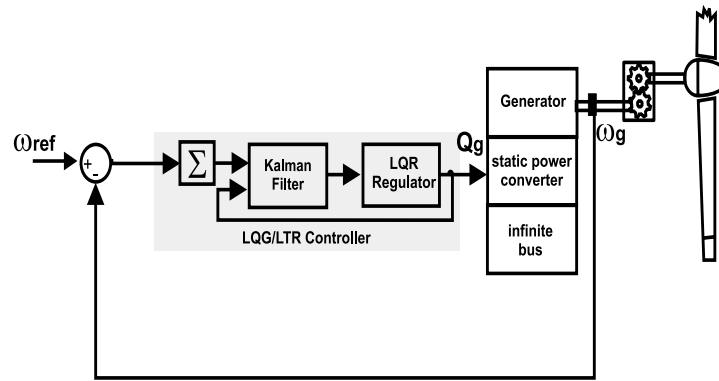 ωref
+
-
Σ
Kalman
Filter
LQR
Regulator
LQG/LTR Controller
Qg
Generator
static power
converter
infinite
bus
ωg